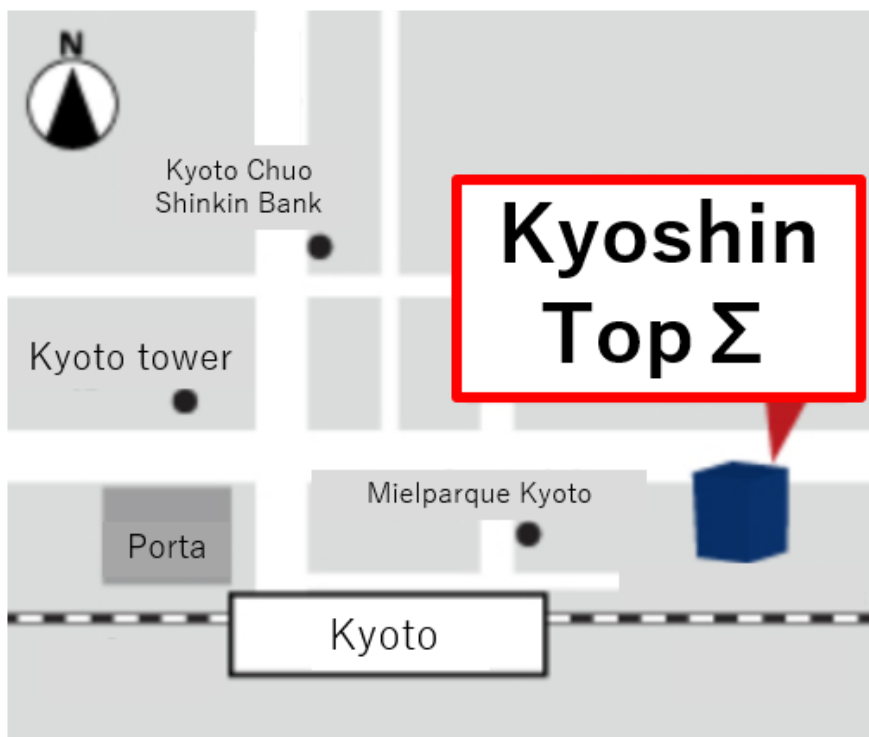 N
Kyoto Chuo
Shinkin Bank
Kyoshin
Top Σ
Kyoto tower
Mielparque Kyoto
Porta
Kyoto